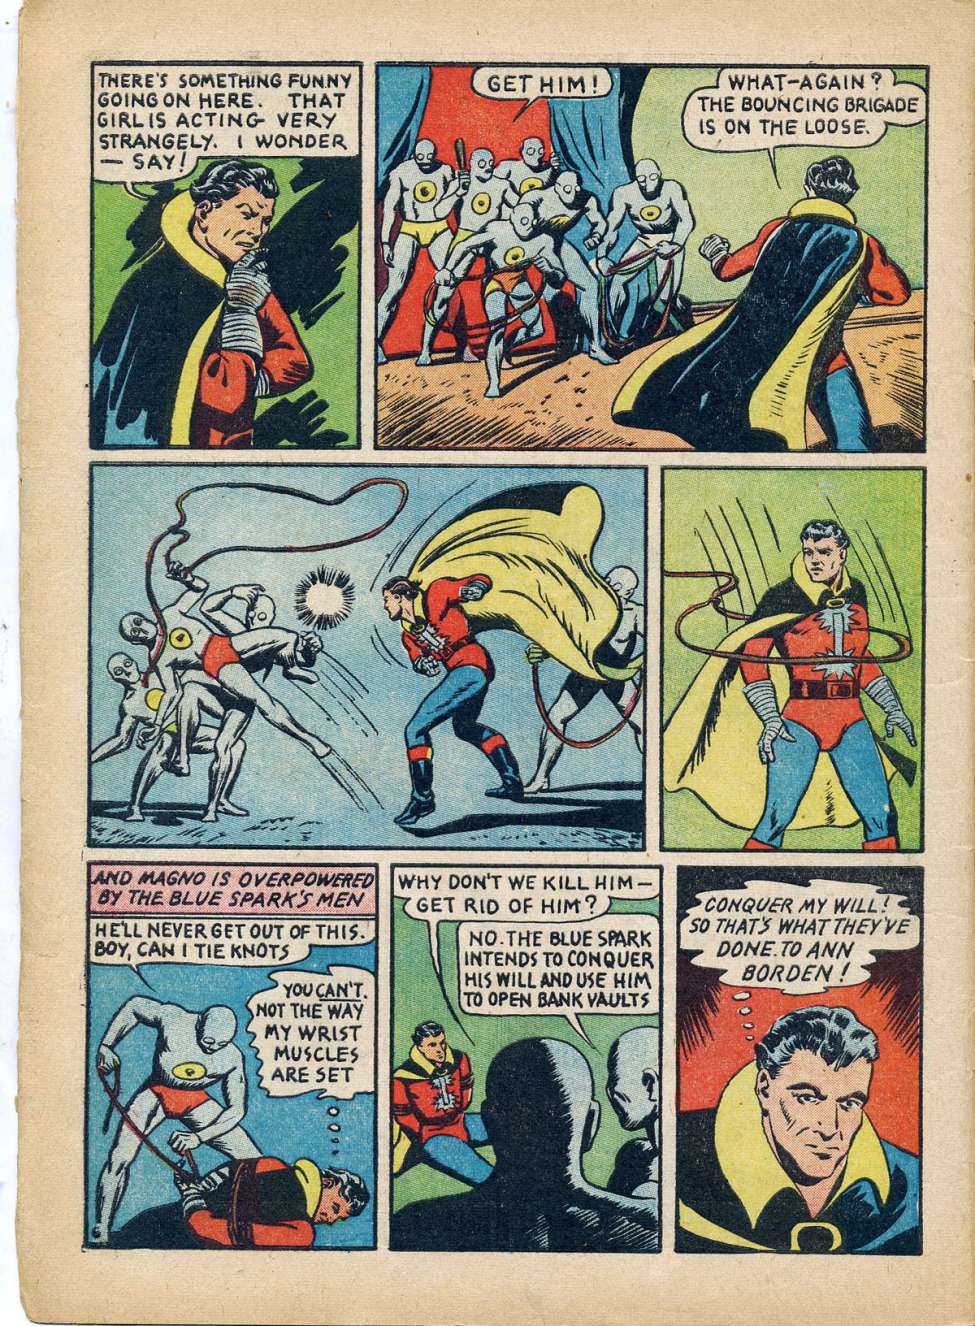 THERE'S SOMETHING FUNNY
GOING ON HERE. THAT
GIRL IS ACTING VERY
STRANGELY. I WONDER
— SAY!
GET HIM!
WHAT-AGAIN?
THE BOUNCING BRIGADE
IS ON THE LOOSE.
AND MAGNO IS OVERPOWERED
BY THE BLUE SPARK'S MEN
HE'LL NEVER GET OUT OF THIS.
BOY, CAN I TIE KNOTS
YOU CAN'T.
NOT THE WAY
MY WRIST
MUSCLES
ARE SET
6
WHY DON'T WE KILL HIM—
GET RID OF HIM?
NO. THE BLUE SPARK
INTENDS TO CONQUER
HIS WILL AND USE HIM
TO OPEN BANK VAULTS
CONQUER MY WILL!
SO THAT'S WHAT THEY'VE
DONE. TO ANN
BORDEN!